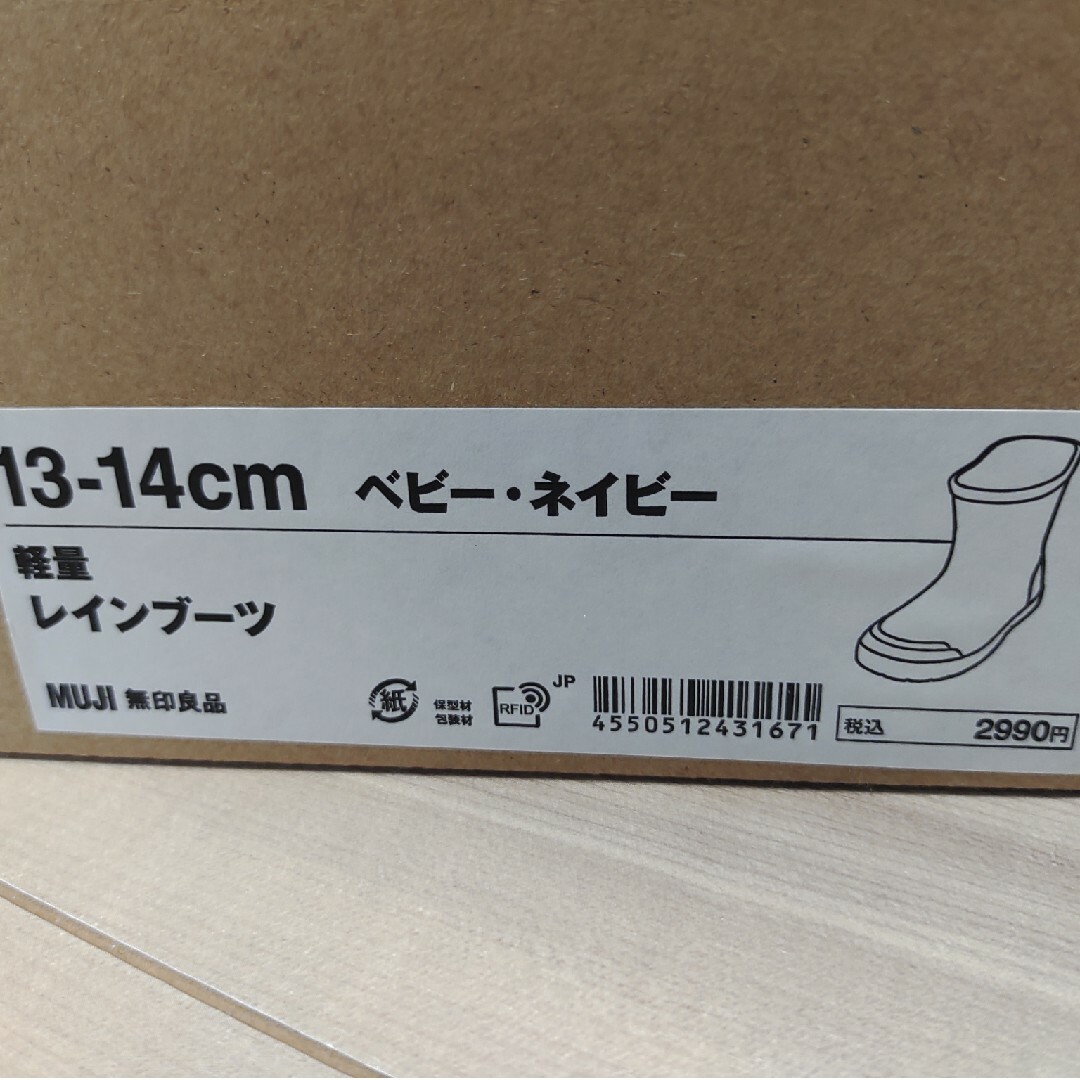 13-14cm ベビー・ネイビー
軽量
レインブーツ
MUJI 無印良品
紙
保型材
包装材
RFID
JP
4550512431671
税込 2990円